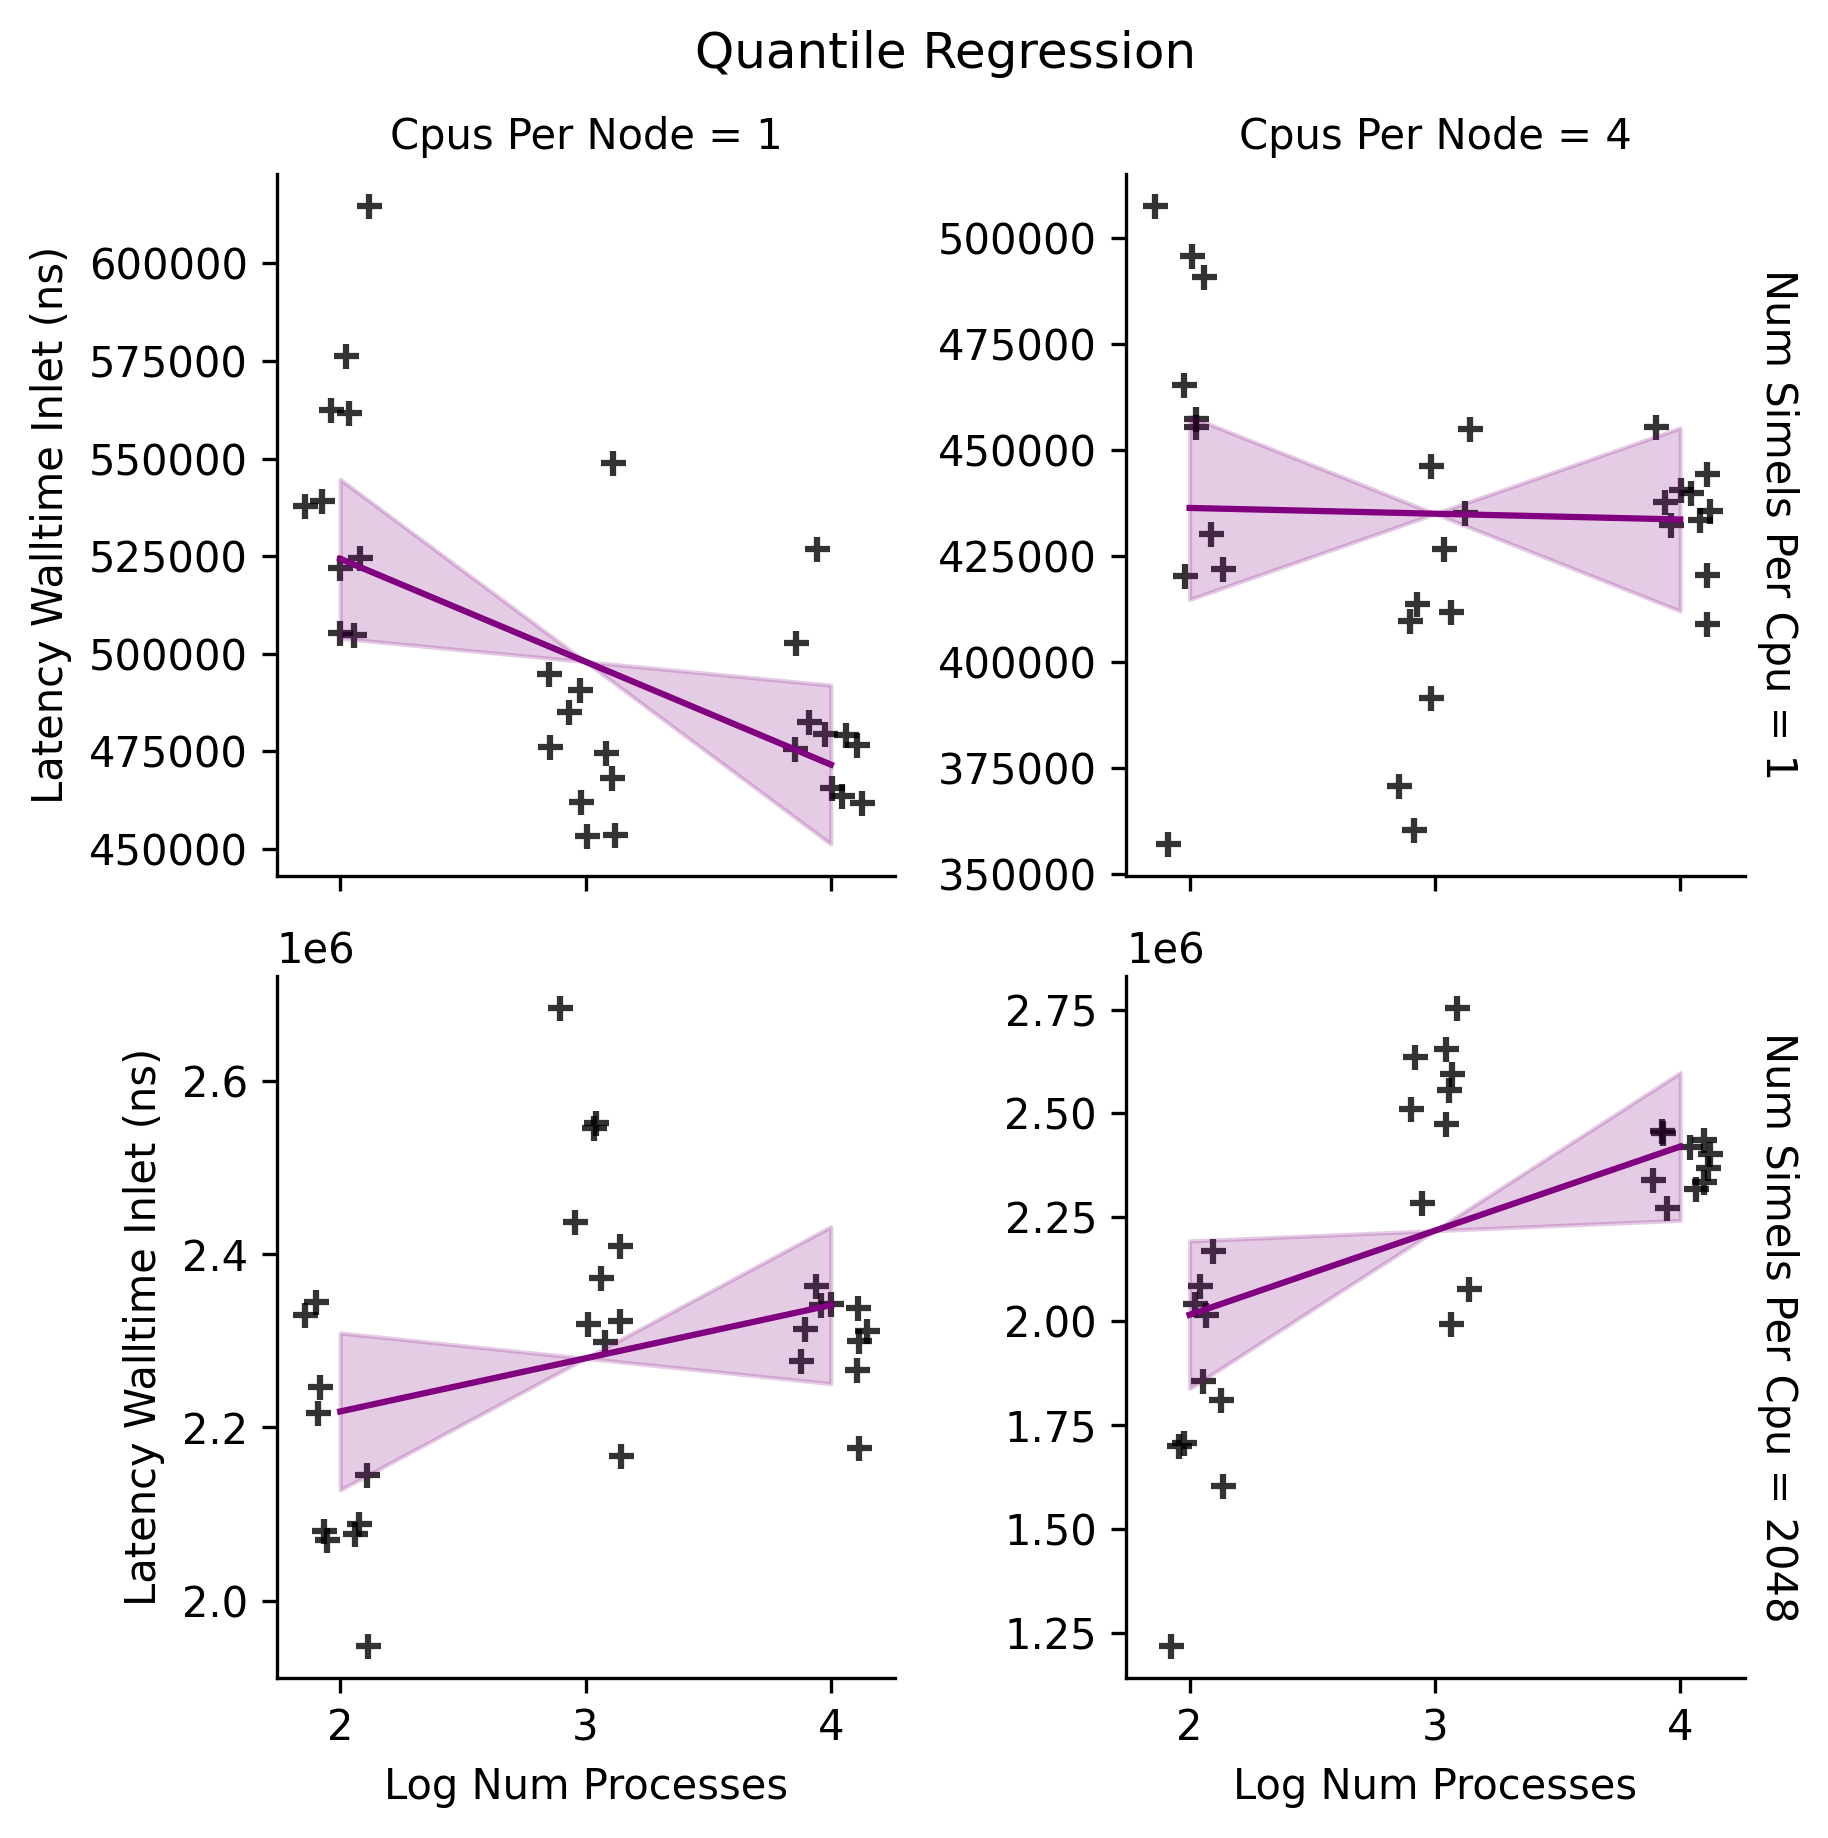 Quantile Regression
Cpus Per Node = 1
Cpus Per Node = 4
Latency Walltime Inlet (ns)
600000
575000
550000
525000
500000
475000
450000
500000
475000
450000
425000
400000
375000
350000
Num Simels Per Cpu = 1
1e6
Latency Walltime Inlet (ns)
2.6
2.4
2.2
2.0
2
3
4
Log Num Processes
1e6
2.75
2.50
2.25
2.00
1.75
1.50
1.25
2
3
4
Log Num Processes
Num Simels Per Cpu = 2048